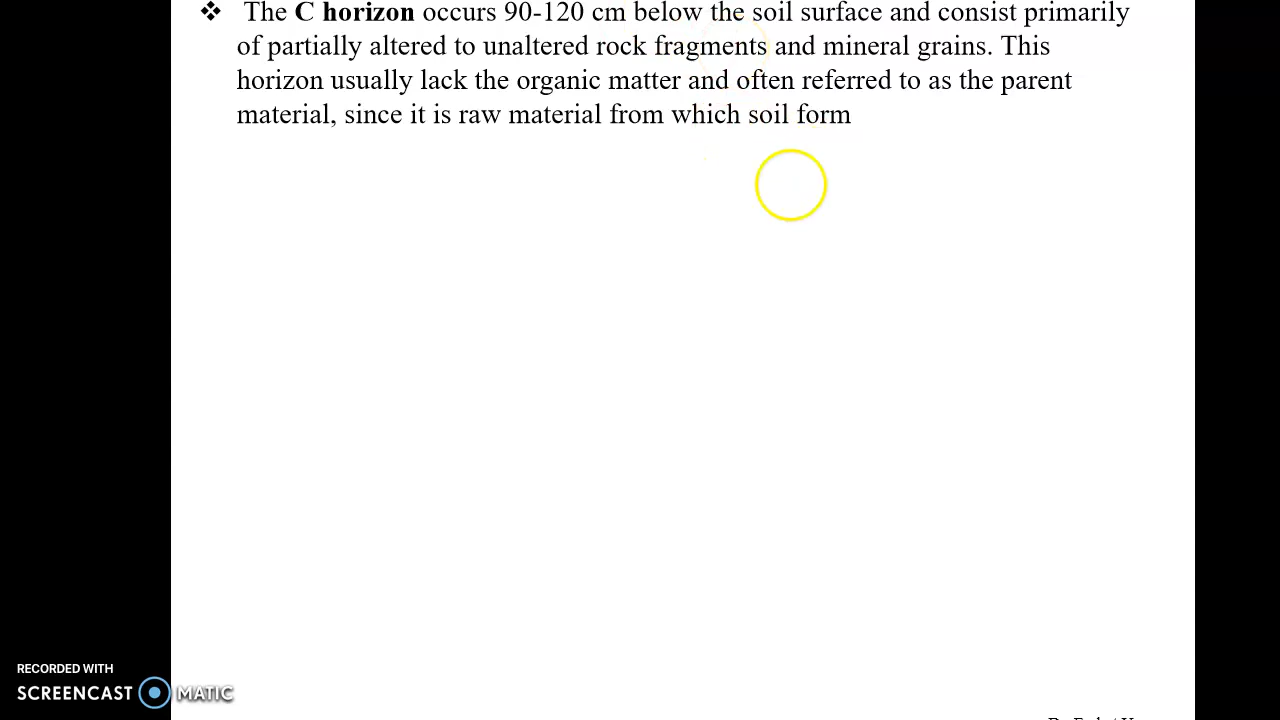 ❖ The C horizon occurs 90-120 cm below the soil surface and consist primarily
of partially altered to unaltered rock fragments and mineral grains. This
horizon usually lack the organic matter and often referred to as the parent
material, since it is raw material from which soil form
RECORDED WITH
SCREENCAST MATIC